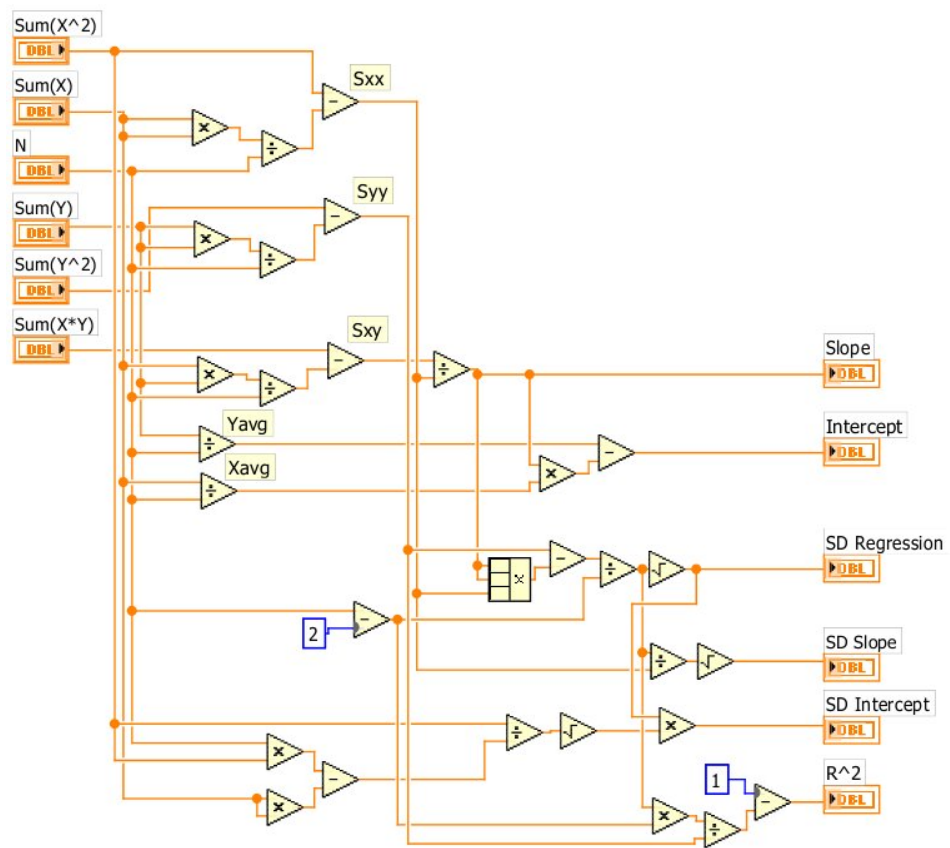 Sum(X^2)
DBL
Sxx
Sum(X)
DBL
×
÷
−
N
DBL
Syy
Sum(Y)
DBL
×
÷
−
Sum(Y^2)
DBL
Sum(X*Y)
DBL
Sxy
×
÷
−
÷
Slope
DBL
Yavg
÷
Intercept
−
DBL
Xavg
÷
×
SD Regression
−
÷
√
DBL
×
2
−
SD Slope
÷
√
DBL
SD Intercept
÷
√
×
DBL
×
−
×
R^2
1
−
DBL
×
÷